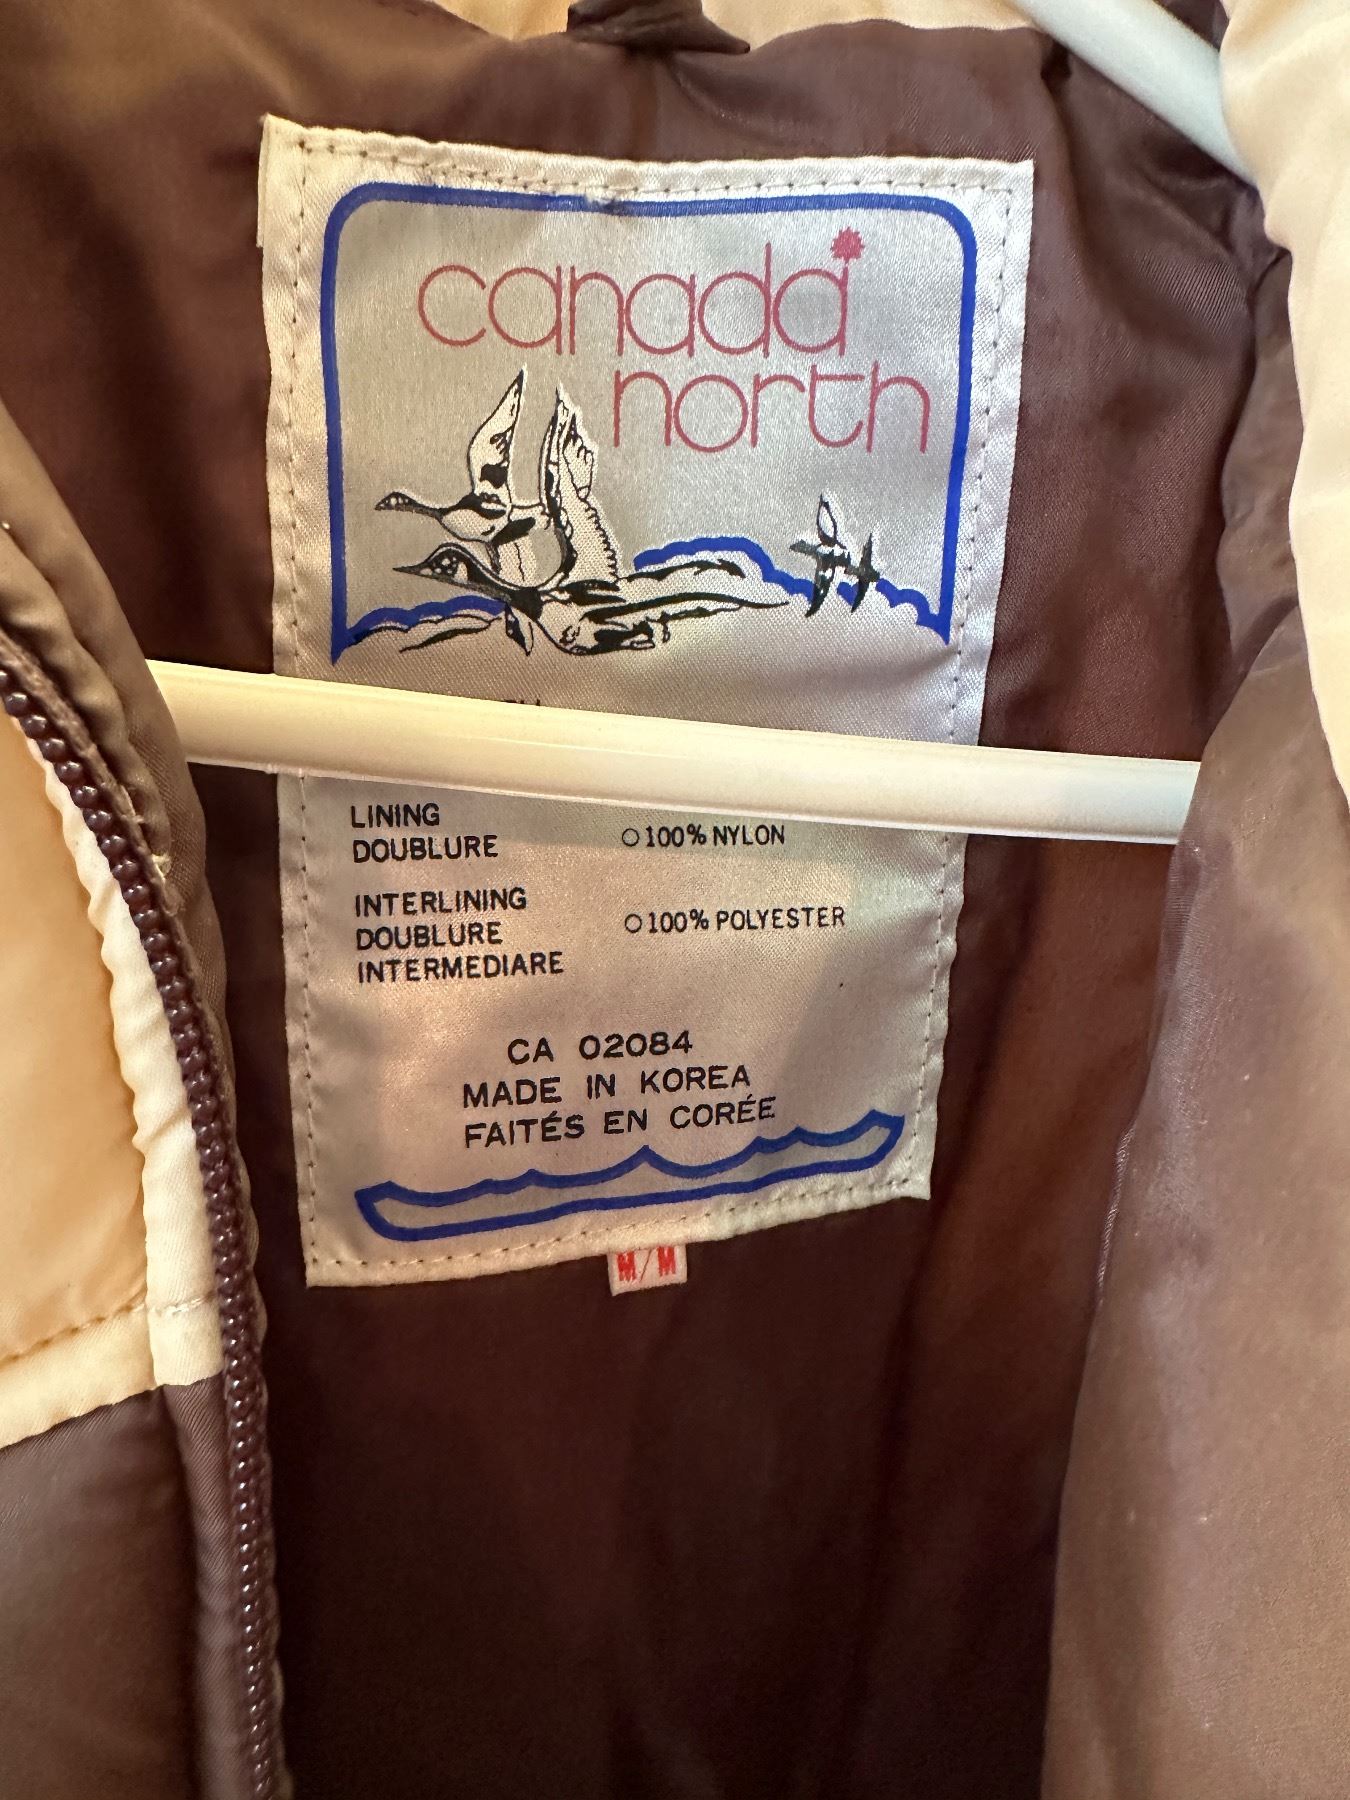 canada
north
LINING
DOUBLURE
○100% NYLON
INTERLINING
DOUBLURE
INTERMEDIARE
○100% POLYESTER
CA 02084
MADE IN KOREA
FAITÉS EN CORÉE
M/M